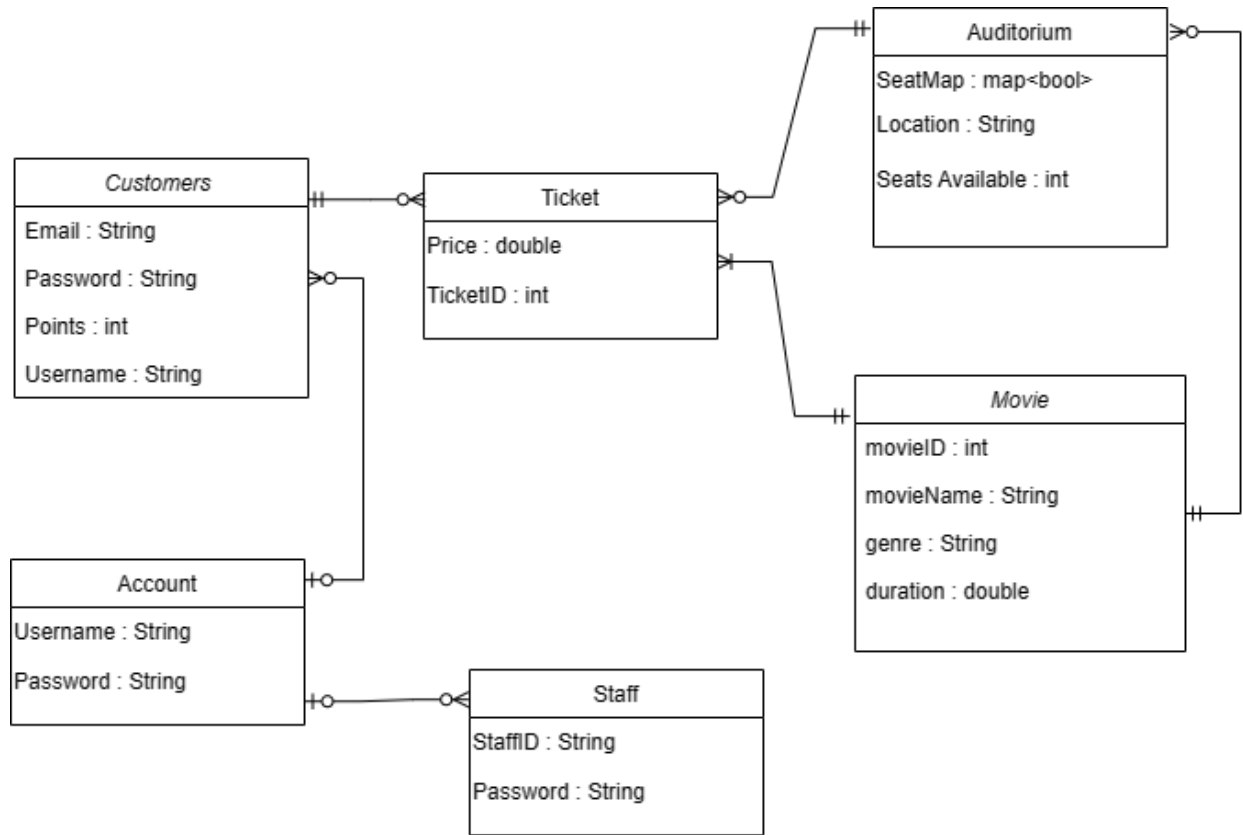 Customers
Email : String
Password : String
Points : int
Username : String
Ticket
Price : double
TicketID : int
Auditorium
SeatMap : map<bool>
Location : String
Seats Available : int
Movie
movieID : int
movieName : String
genre : String
duration : double
Account
Username : String
Password : String
Staff
StaffID : String
Password : String